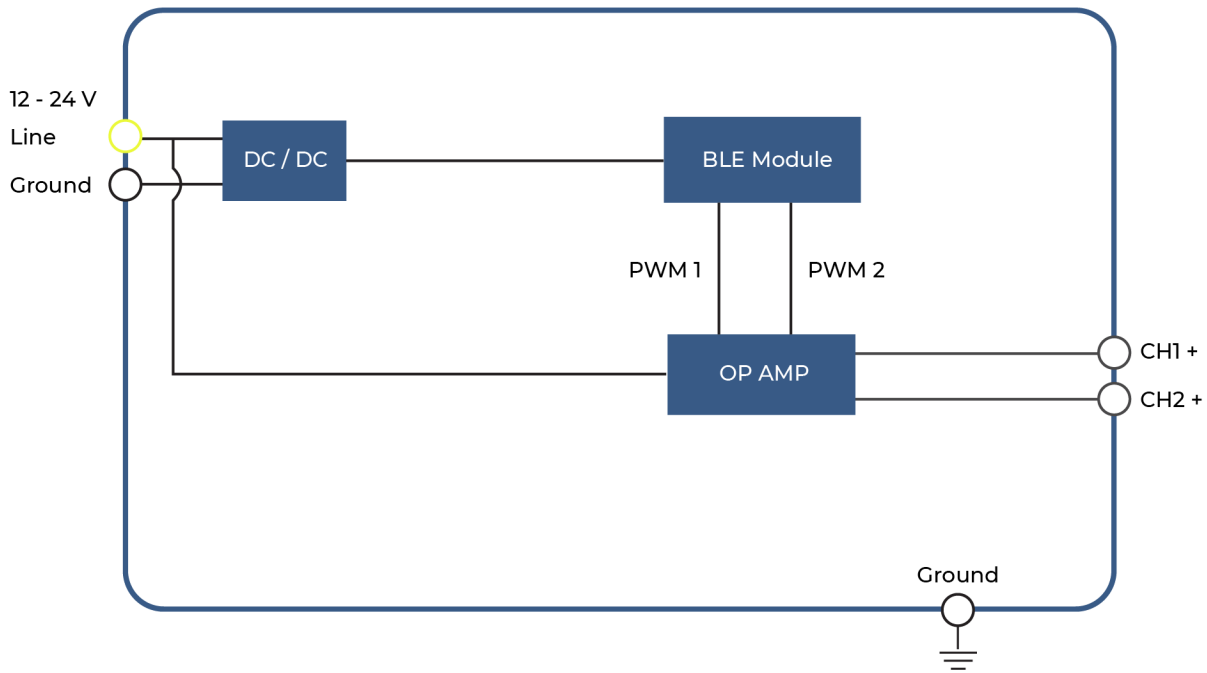 12 - 24 V
Line
Ground
DC / DC
BLE Module
PWM 1
PWM 2
OP AMP
CH1 +
CH2 +
Ground